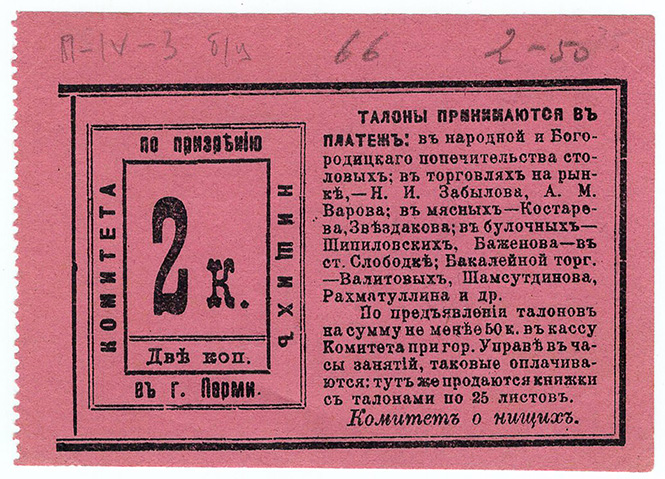 П-IV-3 б/ц 66 2-50
по призрѣнію
КОМИТЕТА
НИЩИХЪ
2 к.
Двѣ коп.
въ г. Перми.
ТАЛОНЫ ПРИНИМАЮТСЯ ВЪ
ПЛАТЕЖЪ: въ народной и Бого-
родицкаго попечительства сто-
ловыхъ; въ торговляхъ на рын-
кѣ,—Н. И. Забылова, А. М.
Варова; въ мясныхъ—Костаре-
ва, Звѣздакова; въ булочныхъ—
Шипиловскихъ, Баженова—въ
ст. Слободкѣ; Бакалейной торг.
—Валитовыхъ, Шамсутдинова,
Рахматуллина и др.
По предъявленіи талоновъ
на сумму не менѣе 50 к. въ кассу
Комитета при гор. Управѣ въ ча-
сы занятій, таковые оплачива-
ются: тутъ же продаются книжки
съ талонами по 25 листовъ.
Комитетъ о нищихъ.